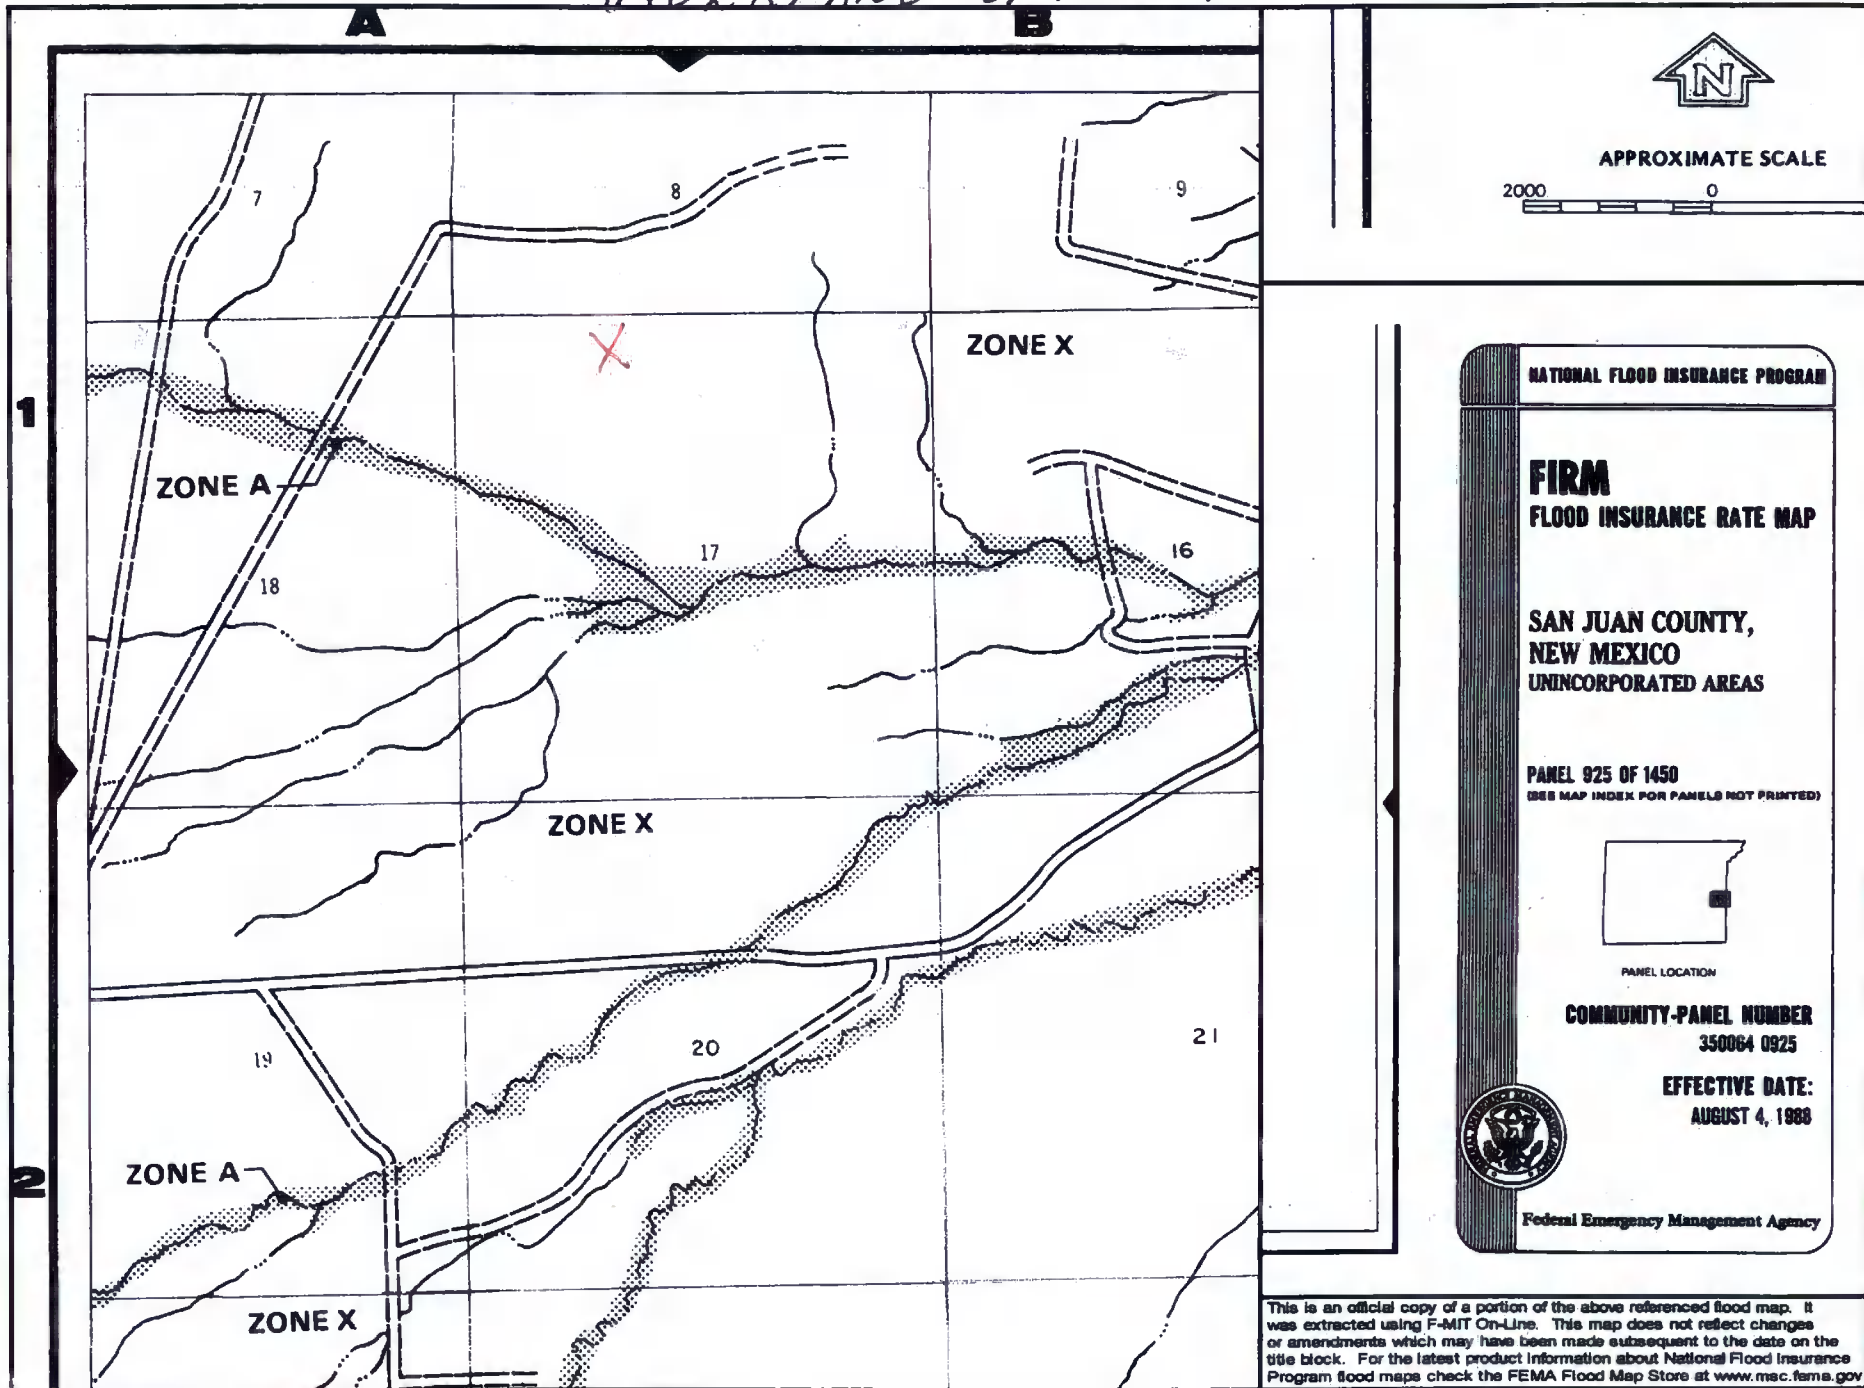 A
B
APPROXIMATE SCALE
N
2000
0
7
8
9
X
ZONE X
1
NATIONAL FLOOD INSURANCE PROGRAM
ZONE A
FIRM
FLOOD INSURANCE RATE MAP
17
16
18
SAN JUAN COUNTY,
NEW MEXICO
UNINCORPORATED AREAS
PANEL 925 OF 1450
(SEE MAP INDEX FOR PANELS NOT PRINTED)
ZONE X
PANEL LOCATION
COMMUNITY-PANEL NUMBER
350064 0925
19
20
21
EFFECTIVE DATE:
AUGUST 4, 1988
2
ZONE A
Federal Emergency Management Agency
ZONE X
This is an official copy of a portion of the above referenced flood map. It
was extracted using F-MIT On-Line. This map does not reflect changes
or amendments which may have been made subsequent to the date on the
title block. For the latest product information about National Flood Insurance
Program flood maps check the FEMA Flood Map Store at www.msc.fema.gov